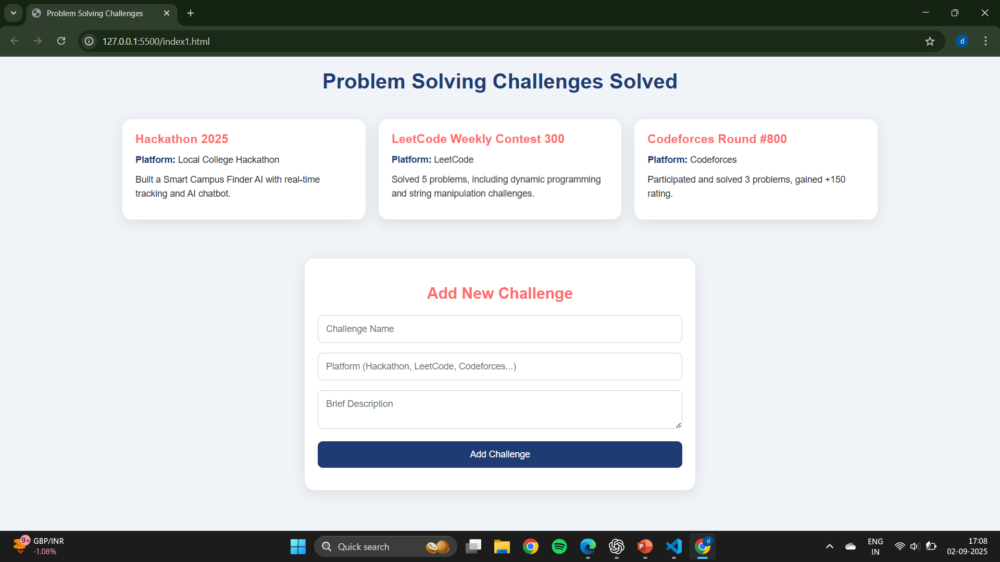 Problem Solving Challenges
127.0.0.1:5500/index1.html
d
Problem Solving Challenges Solved
Hackathon 2025
Platform: Local College Hackathon
Built a Smart Campus Finder AI with real-time
tracking and AI chatbot.
LeetCode Weekly Contest 300
Platform: LeetCode
Solved 5 problems, including dynamic programming
and string manipulation challenges.
Codeforces Round #800
Platform: Codeforces
Participated and solved 3 problems, gained +150
rating.
Add New Challenge
Challenge Name
Platform (Hackathon, LeetCode, Codeforces...)
Brief Description
Add Challenge
9+
GBP/INR
-1.08%
Quick search
P
d
ENG
IN
17:08
02-09-2025